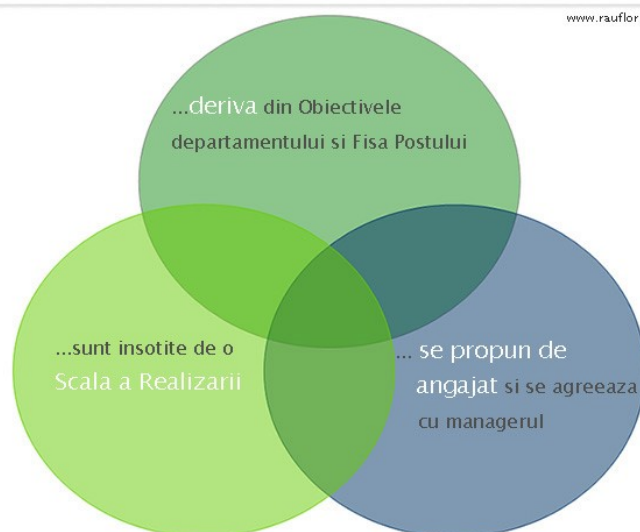 www.rauflor
...deriva din Obiectivele
departamentului si Fisa Postului
...sunt insotite de o
Scala a Realizarii
... se propun de
angajat si se agreeaza
cu managerul